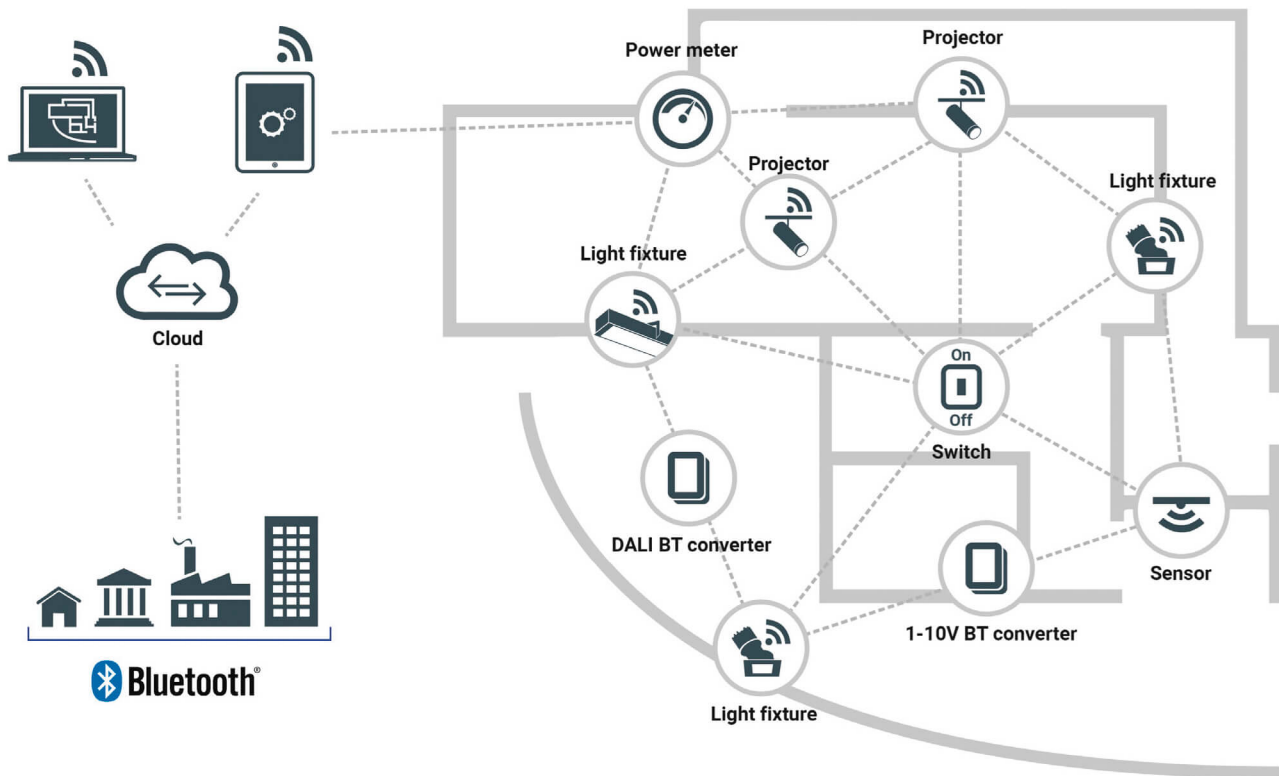 Power meter
Projector
Projector
Light fixture
Light fixture
Cloud
On
Off
Switch
DALI BT converter
Sensor
1-10V BT converter
Bluetooth®
Light fixture